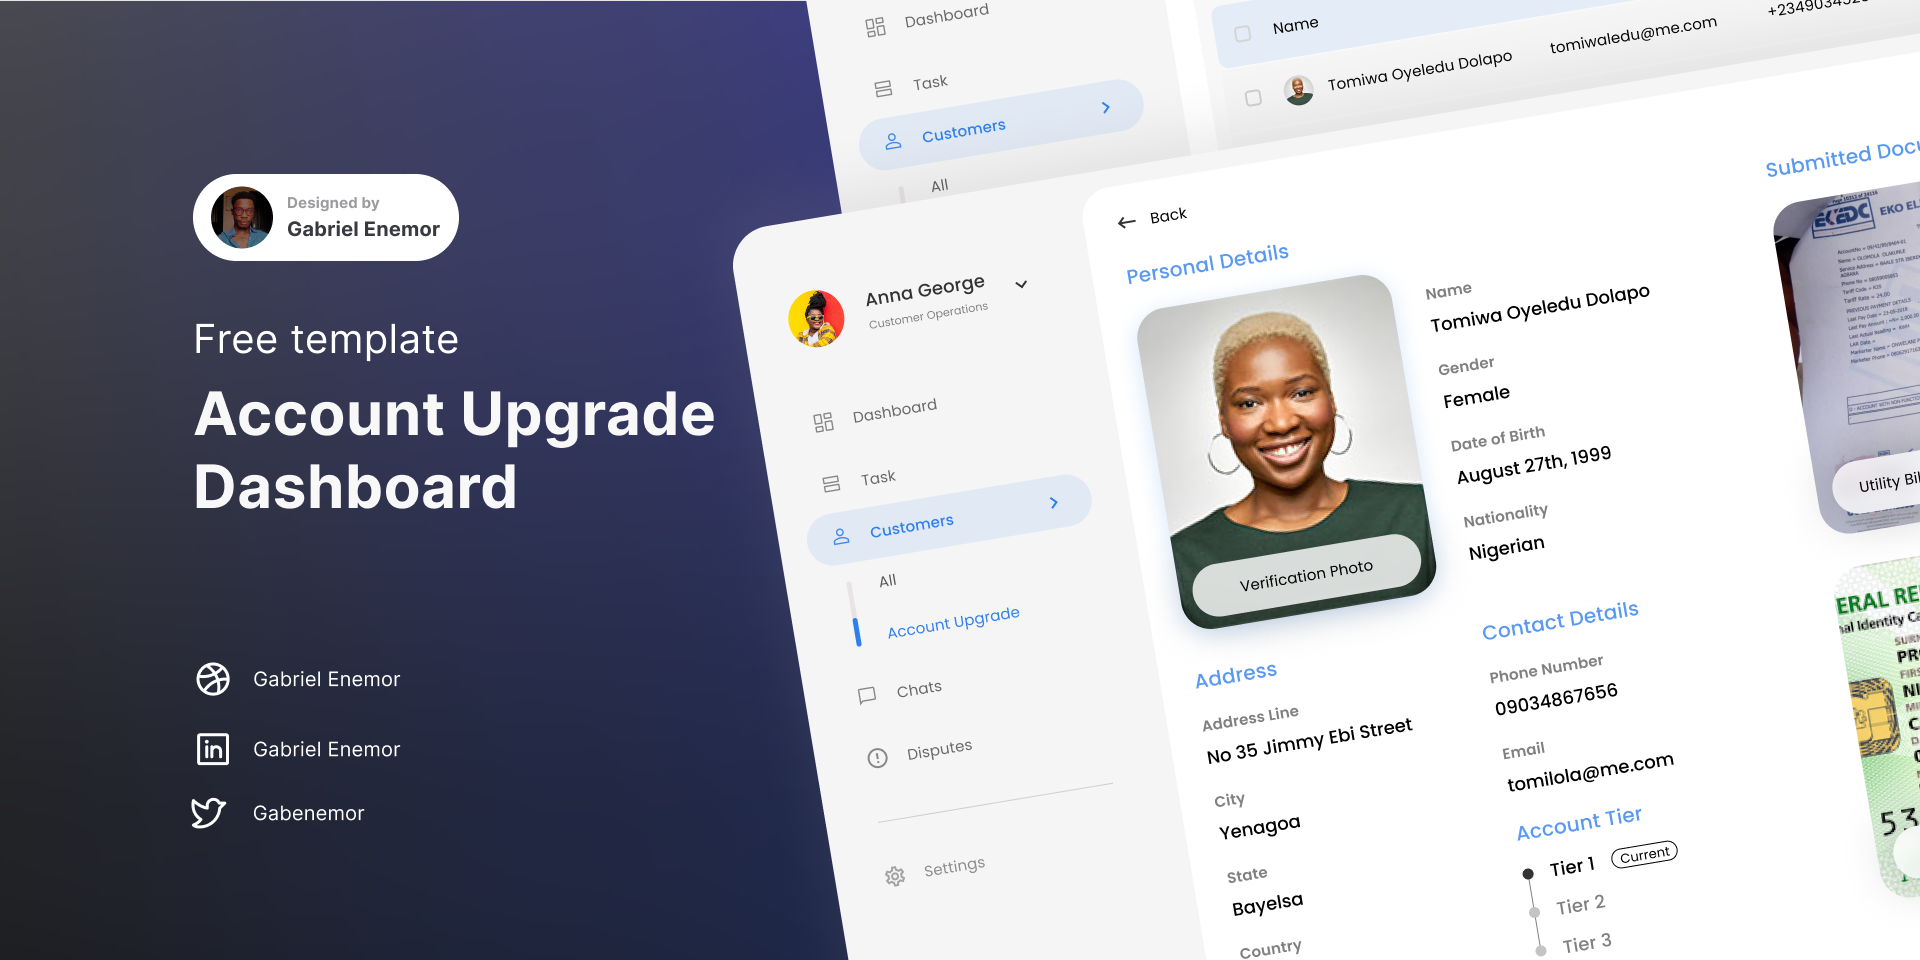 Designed by
Gabriel Enemor
Free template
Account Upgrade
Dashboard
Gabriel Enemor
Gabriel Enemor
Gabenemor
Dashboard
Task
Customers
All
Name
Tomiwa Oyeledu Dolapo
tomiwaledu@me.com
Anna George
Customer Operations
Dashboard
Task
Customers
All
Account Upgrade
Chats
Disputes
Settings
Back
Personal Details
Verification Photo
Name
Tomiwa Oyeledu Dolapo
Gender
Female
Date of Birth
August 27th, 1999
Nationality
Nigerian
Address
Address Line
No 35 Jimmy Ebi Street
City
Yenagoa
State
Bayelsa
Country
Contact Details
Phone Number
09034867656
Email
tomilola@me.com
Account Tier
Tier 1
Current
Tier 2
Tier 3
Submitted
EKEDC
EKO
Utility